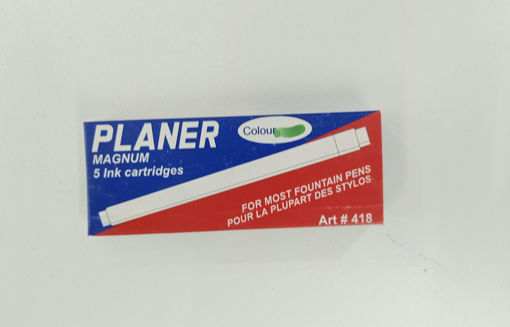 PLANER
Colour
MAGNUM
5 Ink cartridges
FOR MOST FOUNTAIN PENS
POUR LA PLUPART DES STYLOS
Art # 418